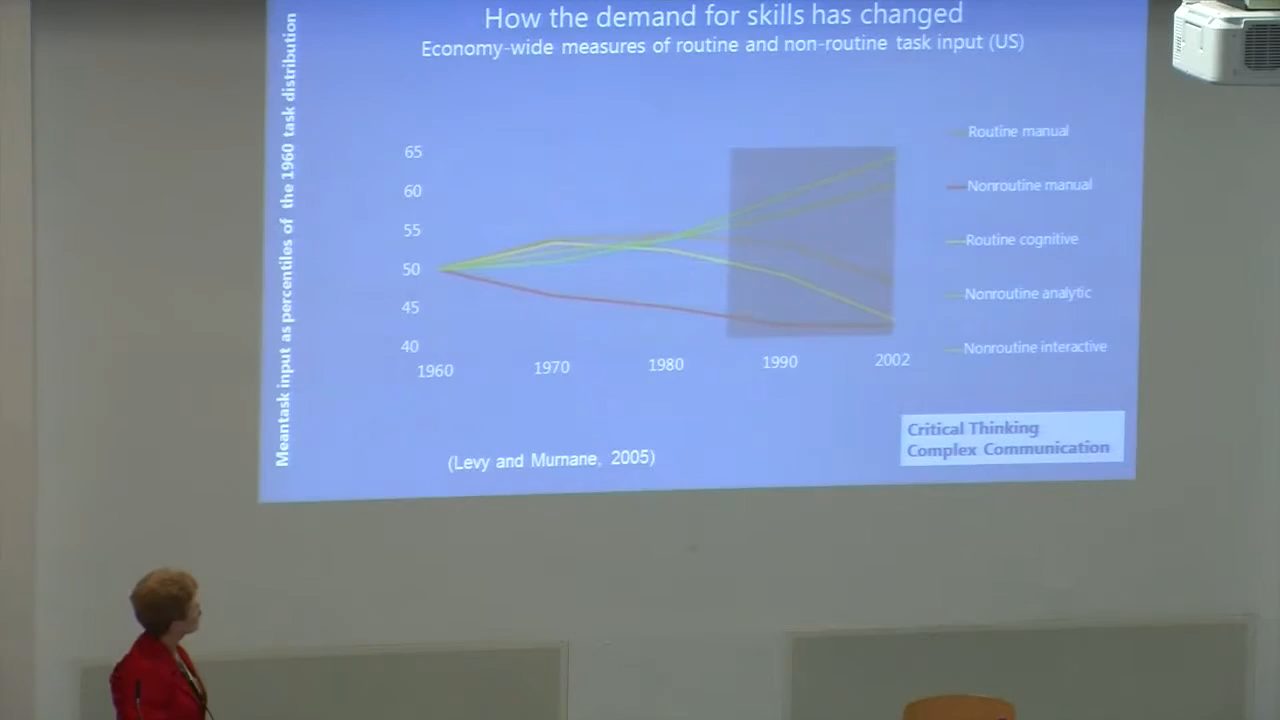 How the demand for skills has changed
Economy-wide measures of routine and non-routine task input (US)
Meantask input as percentiles of the 1960 task distribution
65
60
55
50
45
40
1960
1970
1980
1990
2002
Routine manual
Nonroutine manual
Routine cognitive
Nonroutine analytic
Nonroutine interactive
Critical Thinking
Complex Communication
(Levy and Murnane, 2005)